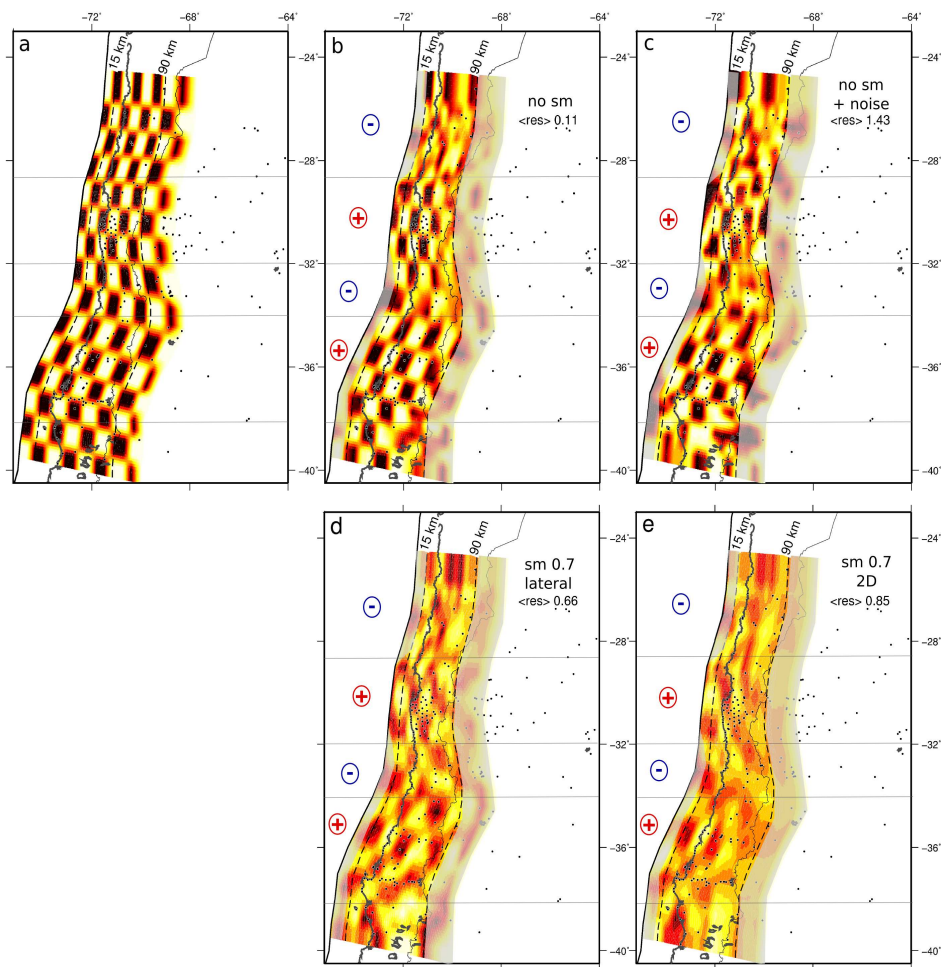 −72˚ −68˚ −64˚ −72˚ −68˚ −64˚
a
15 km
90 km
−24˚
−28˚
−32˚
−36˚
−40˚
b
15 km
90 km
no sm
<res> 0.11
-
+
-
+
−72˚ −68˚ −64˚
−24˚
−28˚
−32˚
−36˚
−40˚
c
15 km
90 km
no sm
+ noise
<res> 1.43
-
+
-
+
−72˚ −68˚ −64˚
d
15 km
90 km
sm 0.7
lateral
<res> 0.66
-
+
-
+
−24˚
−28˚
−32˚
−36˚
−40˚
e
15 km
90 km
sm 0.7
2D
<res> 0.85
-
+
-
+